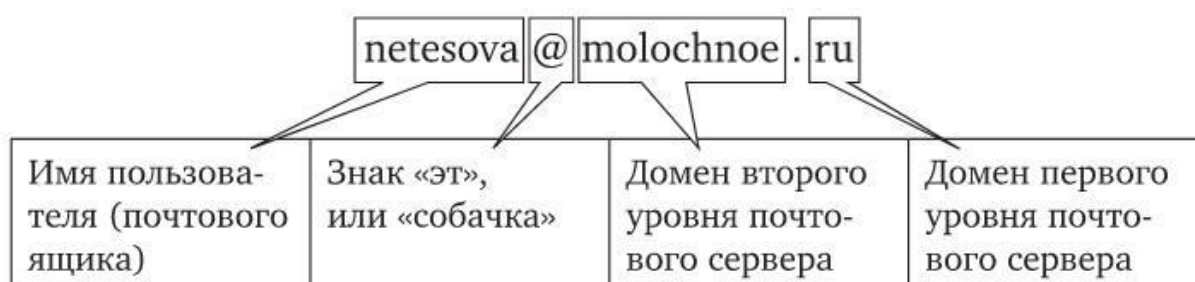 netesova @ molochnoe . ru
Имя пользова-
теля (почтового
ящика)
Знак «эт»,
или «собачка»
Домен второго
уровня почто-
вого сервера
Домен первого
уровня почто-
вого сервера